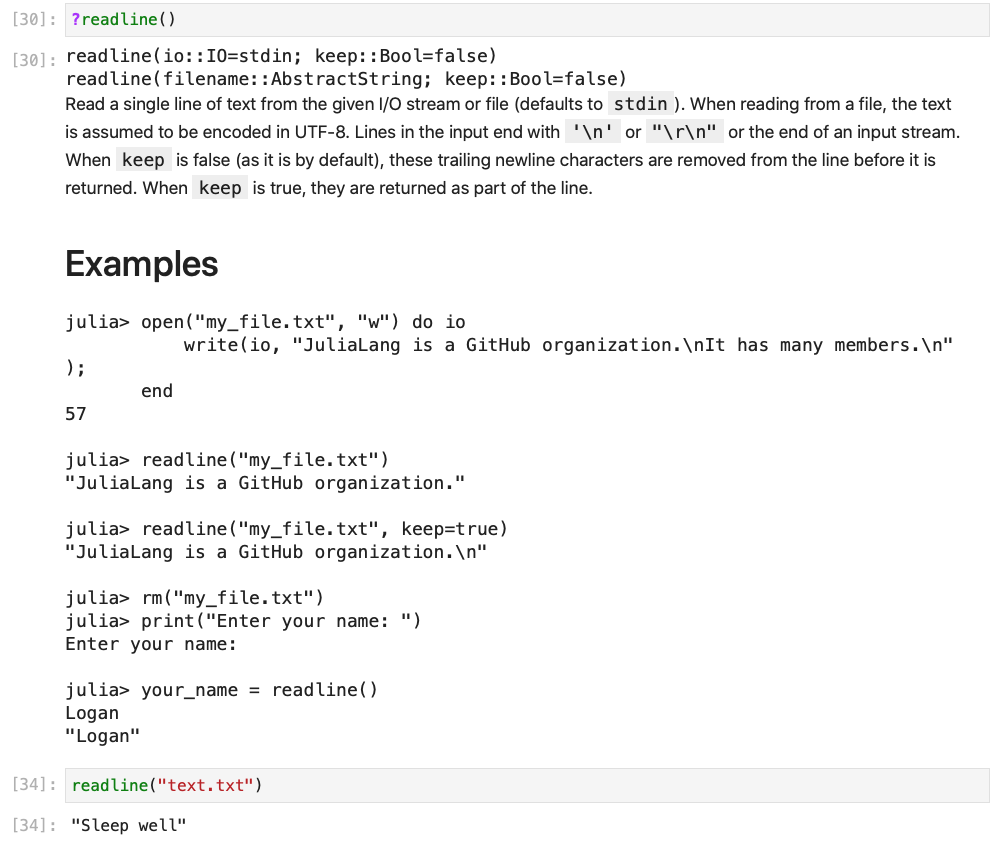 [30]: ?readline()
[30]: readline(io::IO=stdin; keep::Bool=false)
readline(filename::AbstractString; keep::Bool=false)
Read a single line of text from the given I/O stream or file (defaults to stdin ). When reading from a file, the text
is assumed to be encoded in UTF-8. Lines in the input end with '\n' or "\r\n" or the end of an input stream.
When keep is false (as it is by default), these trailing newline characters are removed from the line before it is
returned. When keep is true, they are returned as part of the line.
Examples
julia> open("my_file.txt", "w") do io
write(io, "JuliaLang is a GitHub organization.\nIt has many members.\n"
);
end
57
julia> readline("my_file.txt")
"JuliaLang is a GitHub organization."
julia> readline("my_file.txt", keep=true)
"JuliaLang is a GitHub organization.\n"
julia> rm("my_file.txt")
julia> print("Enter your name: ")
Enter your name:
julia> your_name = readline()
Logan
"Logan"
[34]: readline("text.txt")
[34]: "Sleep well"